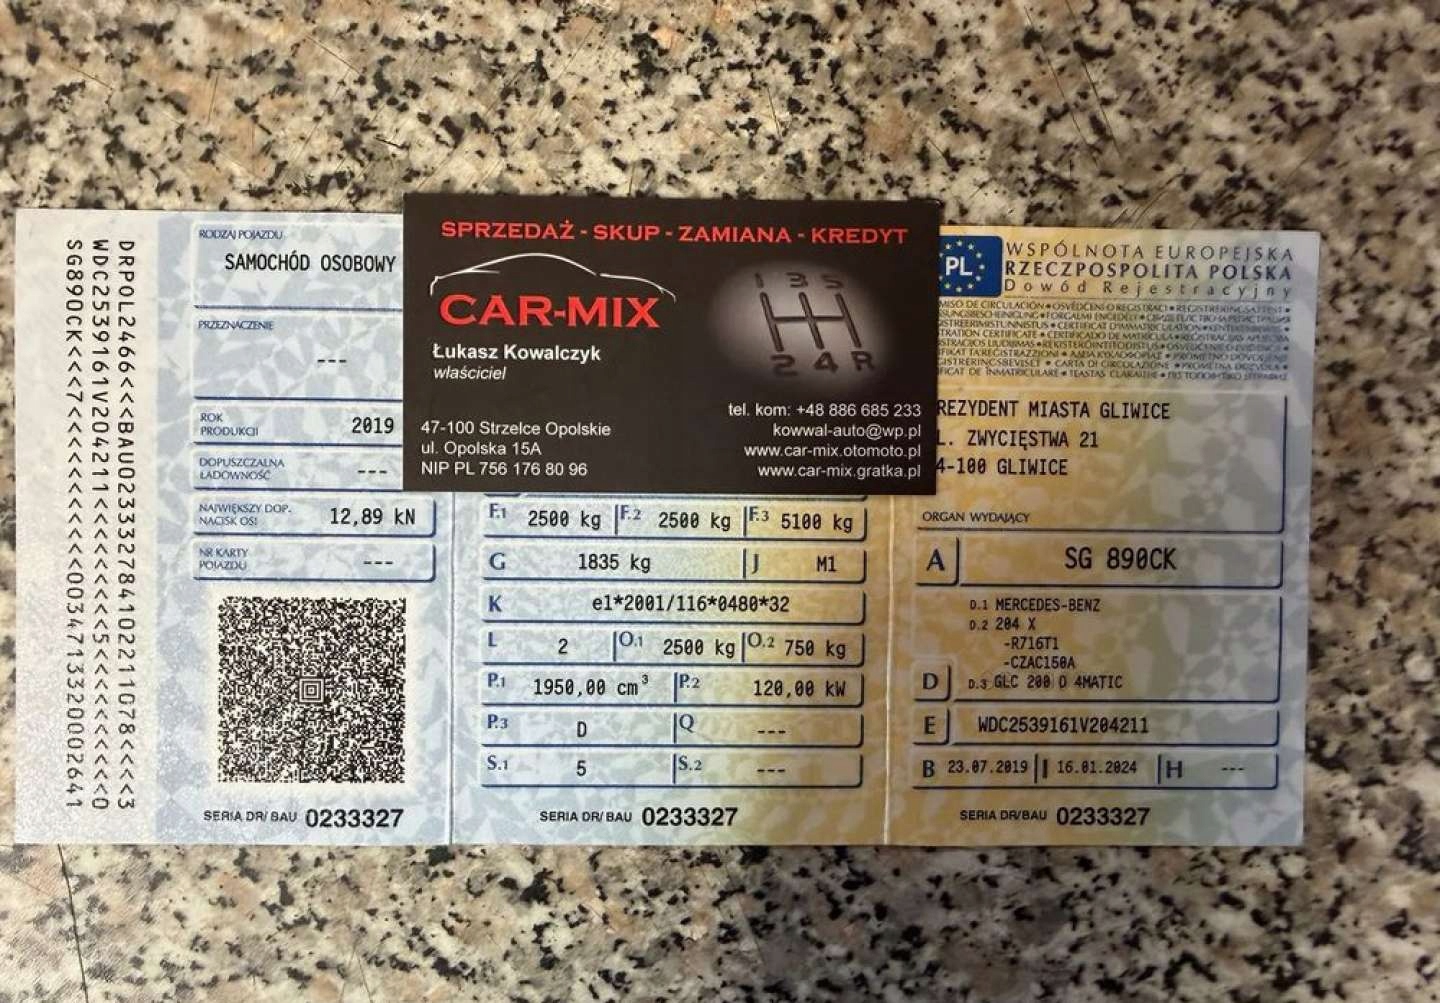 DRPOL2466<<<BAU02333278410221107​8<<<<3
WDC2539161V204211<<<<<<<5<<<<<<<<<0
SG890CK<<7<<<<<<<<<<<<<0034713320002641
RODZAJ POJAZDU
SAMOCHÓD OSOBOWY
PRZEZNACZENIE
---
ROK PRODUKCJI 2019
DOPUSZCZALNA ŁADOWNOŚĆ ---
NAJWIĘKSZY DOP. NACISK OSI 12,89 kN
NR KARTY POJAZDU ---
SERIA DR/BAU 0233327
SPRZEDAŻ - SKUP - ZAMIANA - KREDYT
CAR-MIX
1 3 5
2 4 R
Łukasz Kowalczyk
właściciel
47-100 Strzelce Opolskie
ul. Opolska 15A
NIP PL 756 176 80 96
tel. kom: +48 886 685 233
kowwal-auto@wp.pl
www.car-mix.otomoto.pl
www.car-mix.gratka.pl
F.1 2500 kg F.2 2500 kg F.3 5100 kg
G 1835 kg J M1
K e1*2001/116*0480*32
L 2 O.1 2500 kg O.2 750 kg
P.1 1950,00 cm³ P.2 120,00 kW
P.3 D Q ---
S.1 5 S.2 ---
SERIA DR/BAU 0233327
PL
WSPÓLNOTA EUROPEJSKA
RZECZPOSPOLITA POLSKA
Dowód Rejestracyjny
REZYDENT MIASTA GLIWICE
L. ZWYCIĘSTWA 21
4-100 GLIWICE
ORGAN WYDAJĄCY
A SG 890CK
D.1 MERCEDES-BENZ
D.2 204 X
-R716T1
-CZAC150A
D D.3 GLC 200 D 4MATIC
E WDC2539161V204211
B 23.07.2019 I 16.01.2024 H ---
SERIA DR/BAU 0233327